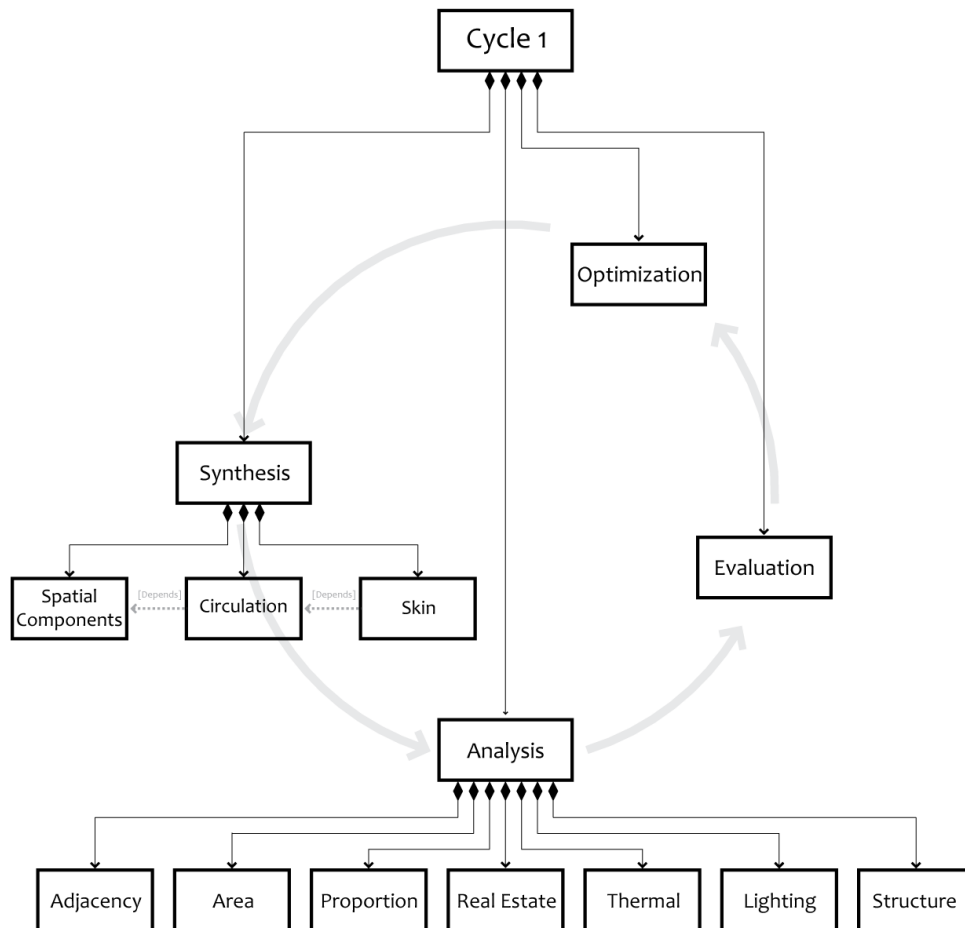 Cycle 1
Optimization
Synthesis
Evaluation
Spatial
Components
[Depends]
Circulation
[Depends]
Skin
Analysis
Adjacency
Area
Proportion
Real Estate
Thermal
Lighting
Structure